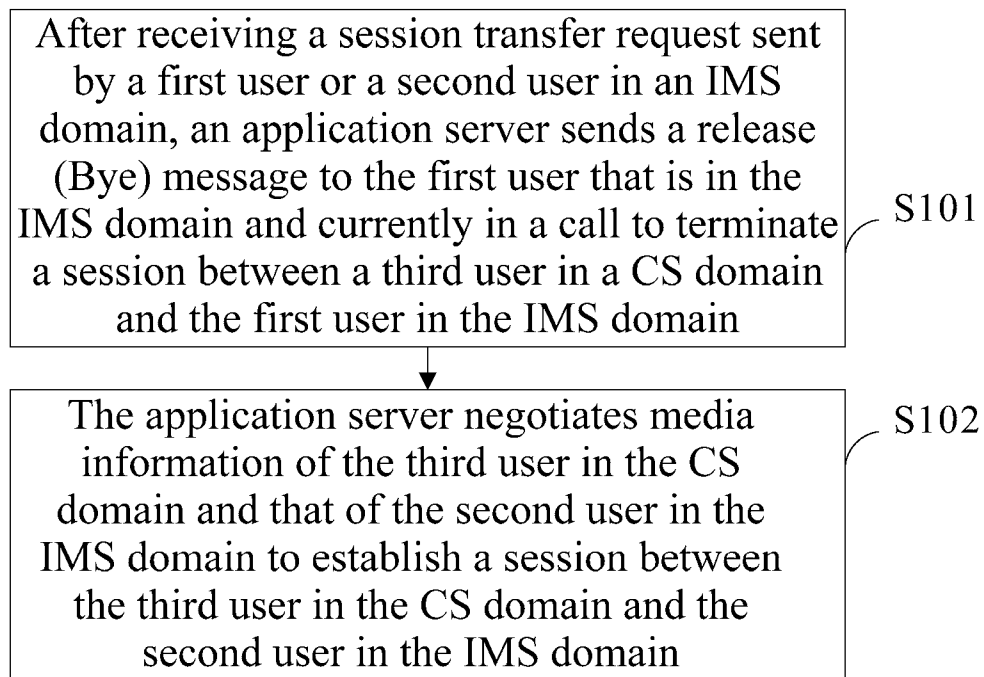 After receiving a session transfer request sent
by a first user or a second user in an IMS
domain, an application server sends a release
(Bye) message to the first user that is in the
IMS domain and currently in a call to terminate
a session between a third user in a CS domain
and the first user in the IMS domain
S101
The application server negotiates media
information of the third user in the CS
domain and that of the second user in the
IMS domain to establish a session between
the third user in the CS domain and the
second user in the IMS domain
S102